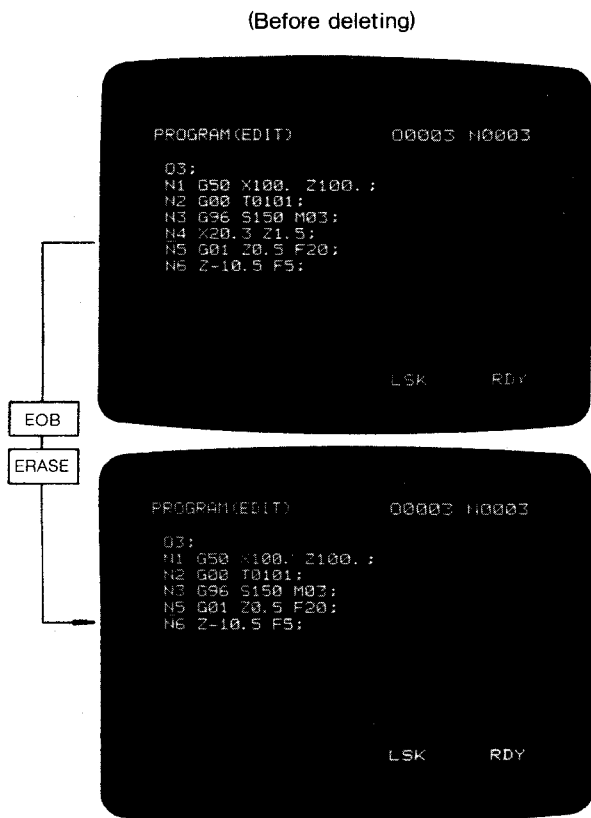 (Before deleting)
PROGRAM(EDIT) O0003 N0003
O3;
N1 G50 X100. Z100.;
N2 G00 T0101;
N3 G96 S150 M03;
N4 X20.3 Z1.5;
N5 G01 Z0.5 F20;
N6 Z-10.5 F5;
LSK RDY
EOB
ERASE
PROGRAM(EDIT) O0003 N0003
O3;
N1 G50 X100. Z100.;
N2 G00 T0101;
N3 G96 S150 M03;
N5 G01 Z0.5 F20;
N6 Z-10.5 F5;
LSK RDY